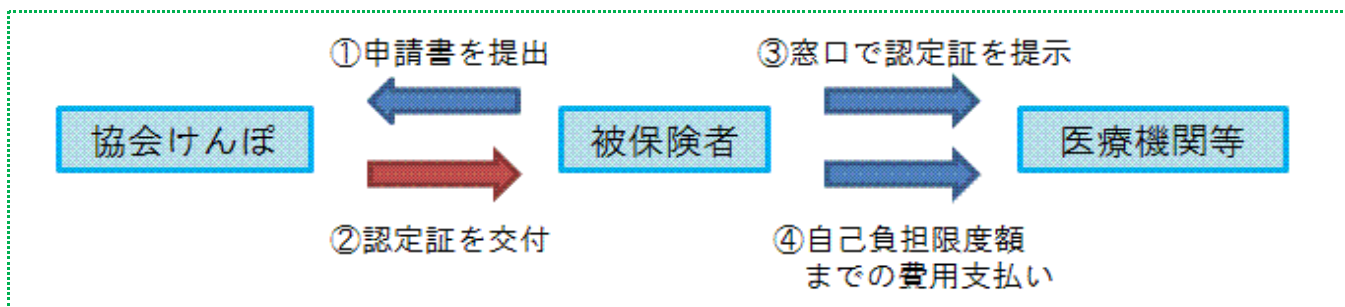 ①申請書を提出
③窓口で認定証を提示
協会けんぽ
被保険者
医療機関等
②認定証を交付
④自己負担限度額
までの費用支払い